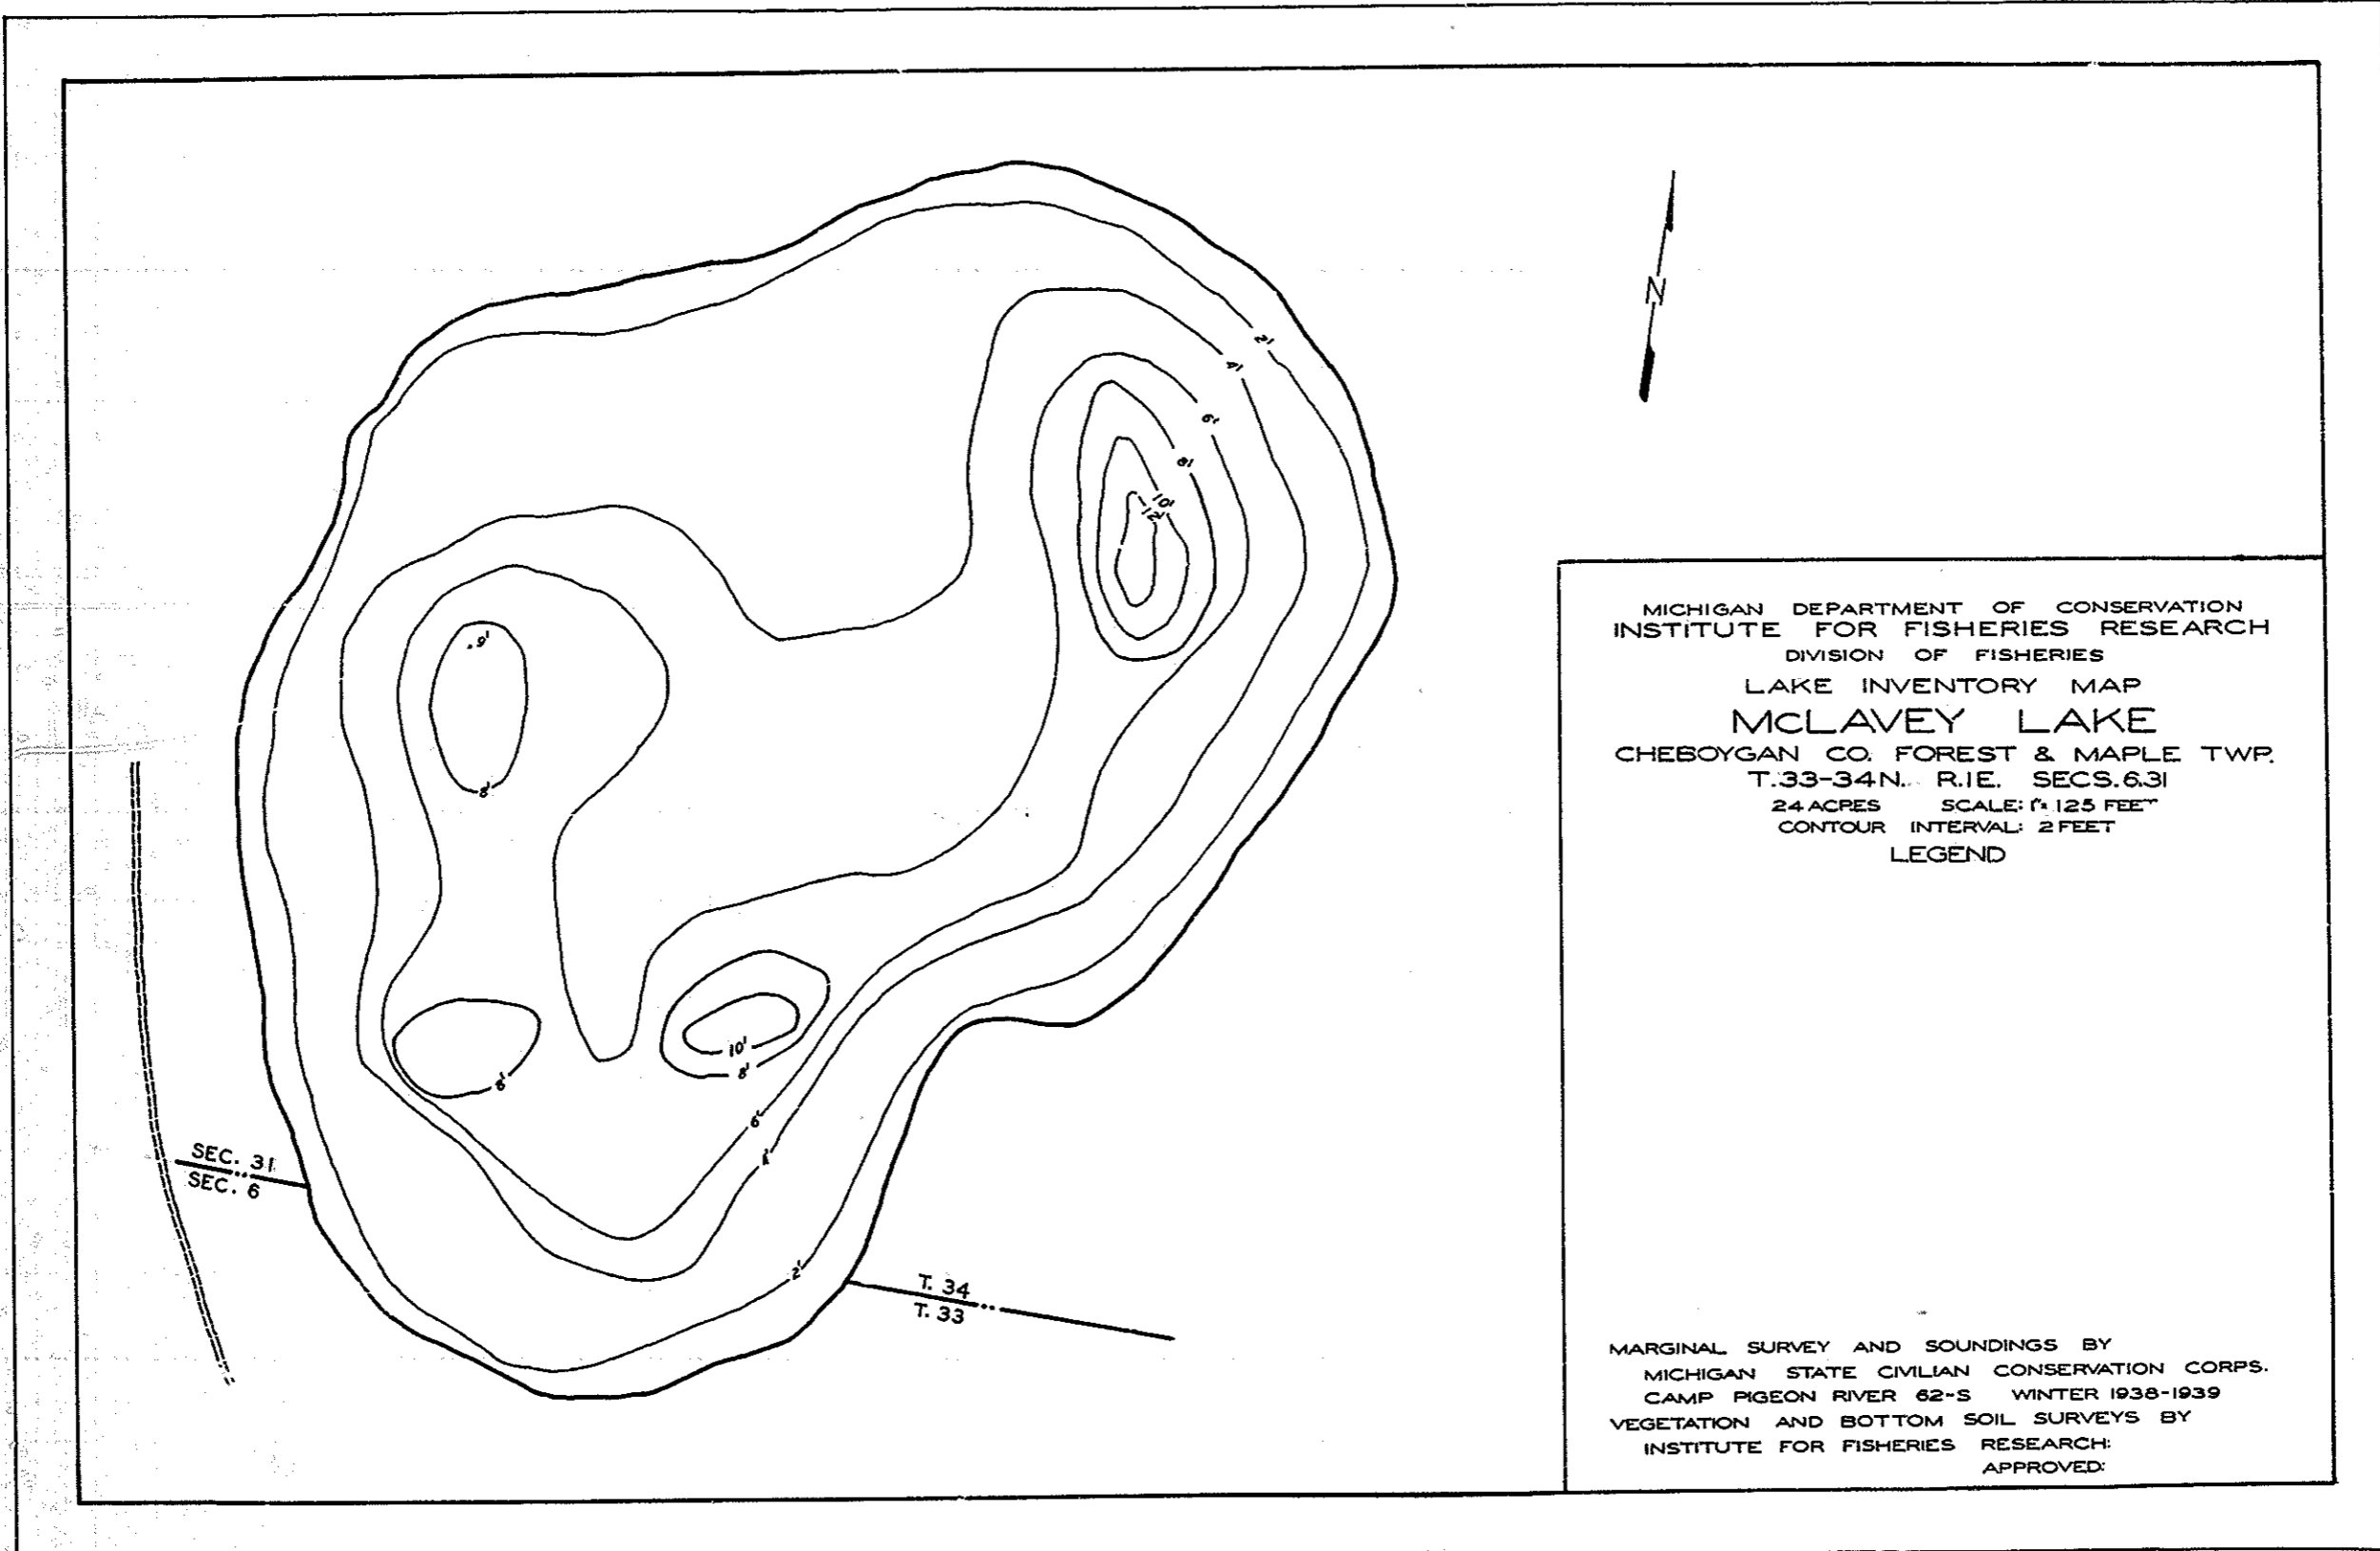 N
2'
4'
6'
8'
10'
12'
9'
8'
8'
10'
8'
6'
4'
2'
SEC. 31
SEC. 6
T. 34
T. 33
MICHIGAN DEPARTMENT OF CONSERVATION
INSTITUTE FOR FISHERIES RESEARCH
DIVISION OF FISHERIES
LAKE INVENTORY MAP
McLAVEY LAKE
CHEBOYGAN CO. FOREST & MAPLE TWP.
T.33-34N. R.1E. SECS.6.31
24 ACRES SCALE: 1"= 125 FEET
CONTOUR INTERVAL: 2 FEET
LEGEND
MARGINAL SURVEY AND SOUNDINGS BY
MICHIGAN STATE CIVILIAN CONSERVATION CORPS.
CAMP PIGEON RIVER 62-S WINTER 1938-1939
VEGETATION AND BOTTOM SOIL SURVEYS BY
INSTITUTE FOR FISHERIES RESEARCH:
APPROVED: